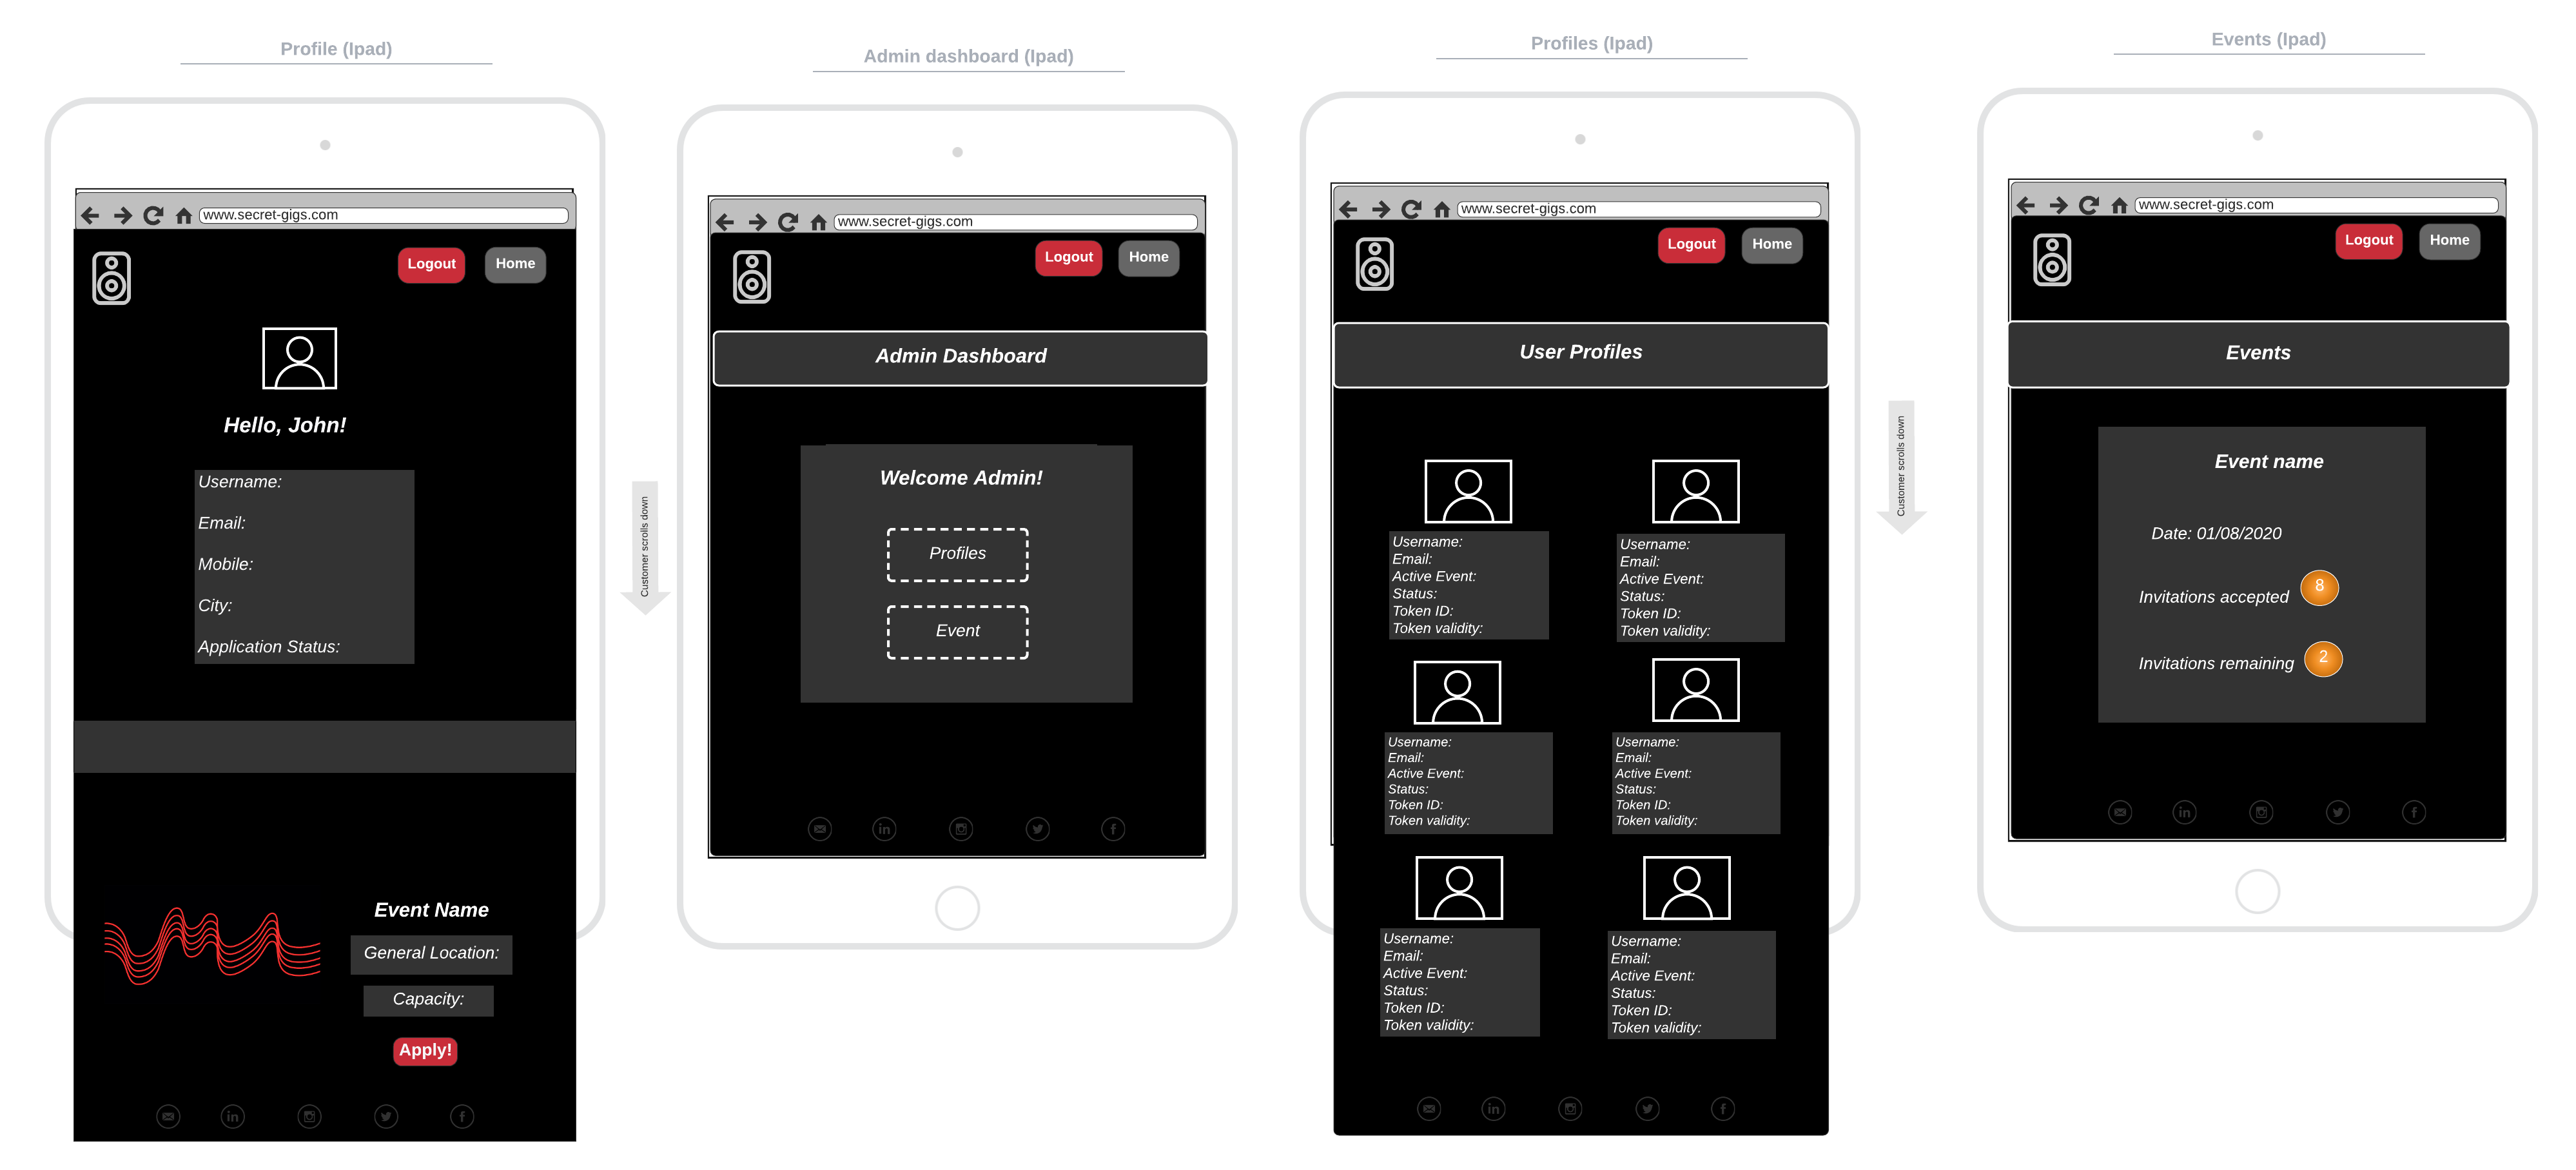 Profile (Ipad)
www.secret-gigs.com
Logout
Home
Hello, John!
Username:
Email:
Mobile:
City:
Application Status:
Event Name
General Location:
Capacity:
Apply!
Customer scrolls down
Admin dashboard (Ipad)
www.secret-gigs.com
Logout
Home
Admin Dashboard
Welcome Admin!
Profiles
Event
Profiles (Ipad)
www.secret-gigs.com
Logout
Home
User Profiles
Username:
Email:
Active Event:
Status:
Token ID:
Token validity:
Username:
Email:
Active Event:
Status:
Token ID:
Token validity:
Username:
Email:
Active Event:
Status:
Token ID:
Token validity:
Username:
Email:
Active Event:
Status:
Token ID:
Token validity:
Username:
Email:
Active Event:
Status:
Token ID:
Token validity:
Username:
Email:
Active Event:
Status:
Token ID:
Token validity:
Customer scrolls down
Events (Ipad)
www.secret-gigs.com
Logout
Home
Events
Event name
Date: 01/08/2020
Invitations accepted 8
Invitations remaining 2